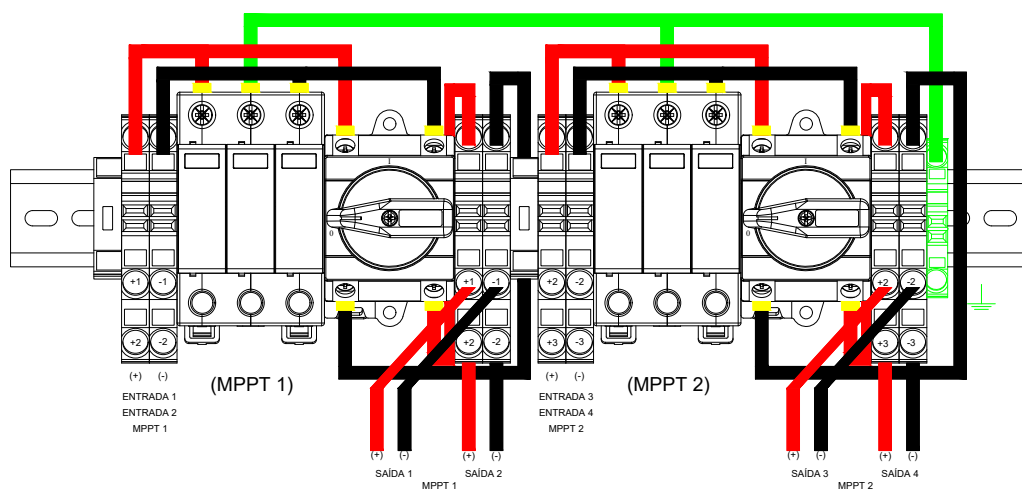 I
I
0
0
+1 -1
+1 -1
+2 -2
+2 -2
+2 -2
+2 -2
+3 -3
+3 -3
(+) (-)
(MPPT 1)
(+) (-)
(MPPT 2)
ENTRADA 1
ENTRADA 2
MPPT 1
ENTRADA 3
ENTRADA 4
MPPT 2
(+) (-) (+) (-)
(+) (-) (+) (-)
SAÍDA 1 SAÍDA 2
MPPT 1
SAÍDA 3 SAÍDA 4
MPPT 2